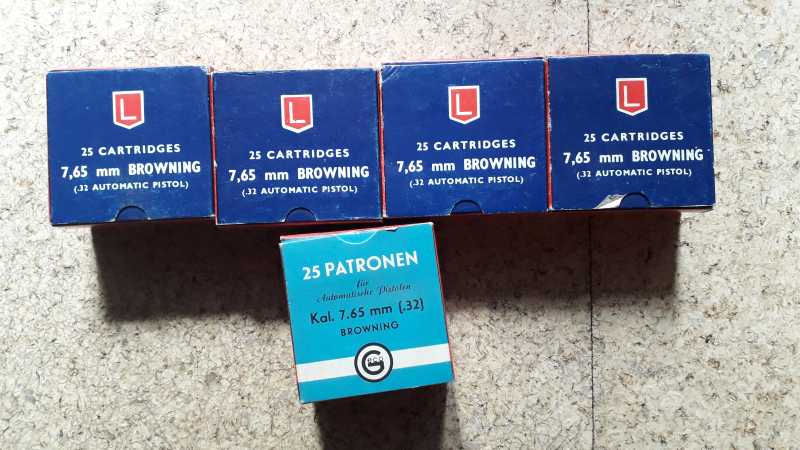 L
25 CARTRIDGES
7,65 mm BROWNING
(.32 AUTOMATIC PISTOL)
L
25 CARTRIDGES
7,65 mm BROWNING
(.32 AUTOMATIC PISTOL)
L
25 CARTRIDGES
7,65 mm BROWNING
(.32 AUTOMATIC PISTOL)
L
25 CARTRIDGES
7,65 mm BROWNING
(.32 AUTOMATIC PISTOL)
25 PATRONEN
für
Automatische Pistolen
Kal. 7.65 mm (.32)
BROWNING
Geco